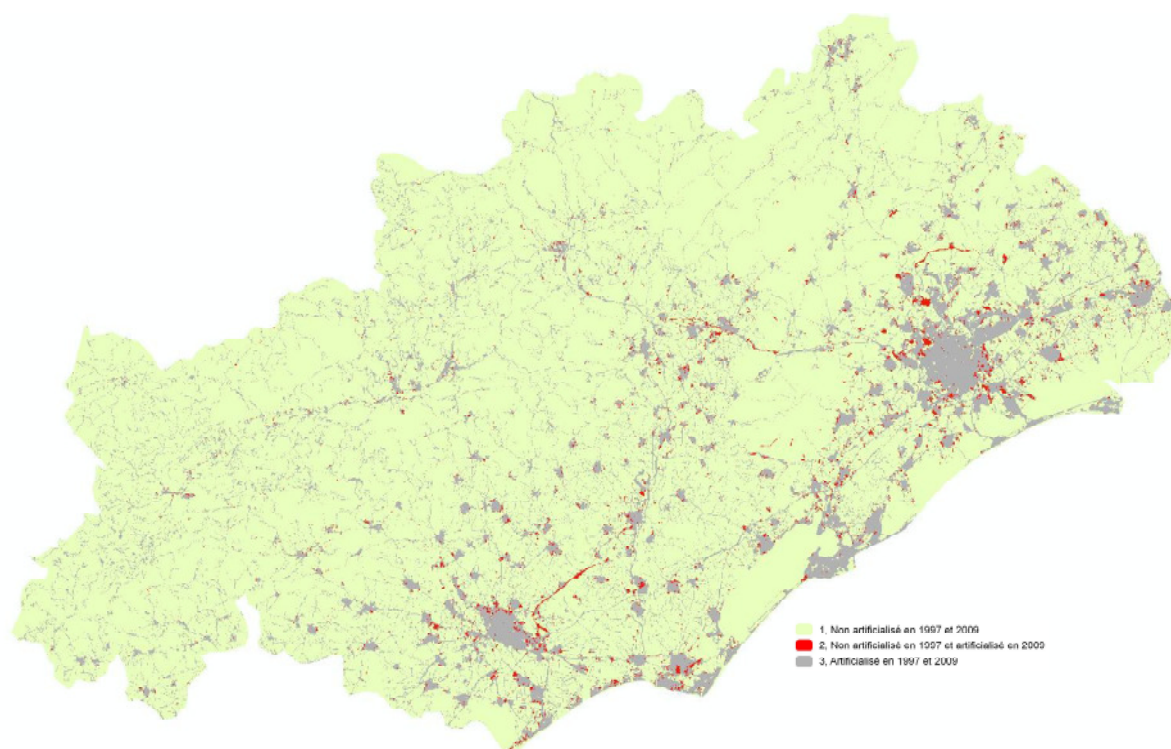 1, Non artificialisé en 1997 et 2009
2, Non artificialisé en 1997 et artificialisé en 2009
3, Artificialisé en 1997 et 2009